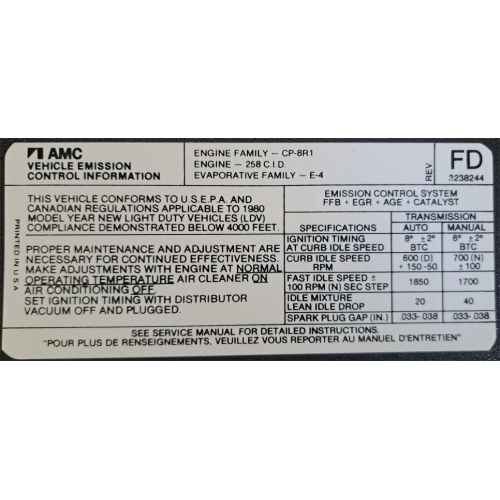 AMC
VEHICLE EMISSION
CONTROL INFORMATION
ENGINE FAMILY - CP-8R1
ENGINE - 258 C.I.D.
EVAPORATIVE FAMILY - E-4
REV.
FD
3238244
PRINTED IN U.S.A.
THIS VEHICLE CONFORMS TO U.S.E.P.A. AND
CANADIAN REGULATIONS APPLICABLE TO 1980
MODEL YEAR NEW LIGHT DUTY VEHICLES (LDV)
COMPLIANCE DEMONSTRATED BELOW 4000 FEET.
PROPER MAINTENANCE AND ADJUSTMENT ARE
NECESSARY FOR CONTINUED EFFECTIVENESS.
MAKE ADJUSTMENTS WITH ENGINE AT NORMAL
OPERATING TEMPERATURE AIR CLEANER ON
AIR CONDITIONING OFF.
SET IGNITION TIMING WITH DISTRIBUTOR
VACUUM OFF AND PLUGGED.
EMISSION CONTROL SYSTEM
FFB + EGR + AGE + CATALYST
TRANSMISSION
SPECIFICATIONS AUTO MANUAL
IGNITION TIMING 8° ±2° 6° ±2°
AT CURB IDLE SPEED BTC BTC
CURB IDLE SPEED 600 (D) 700 (N)
RPM +150-50 ±100
FAST IDLE SPEED ± 1850 1700
100 RPM (N) SEC STEP
IDLE MIXTURE 20 40
LEAN IDLE DROP
SPARK PLUG GAP (IN.) .033-.038 .033-.038
SEE SERVICE MANUAL FOR DETAILED INSTRUCTIONS.
"POUR PLUS DE RENSEIGNEMENTS, VEUILLEZ VOUS REPORTER AU MANUEL D'ENTRETIEN"